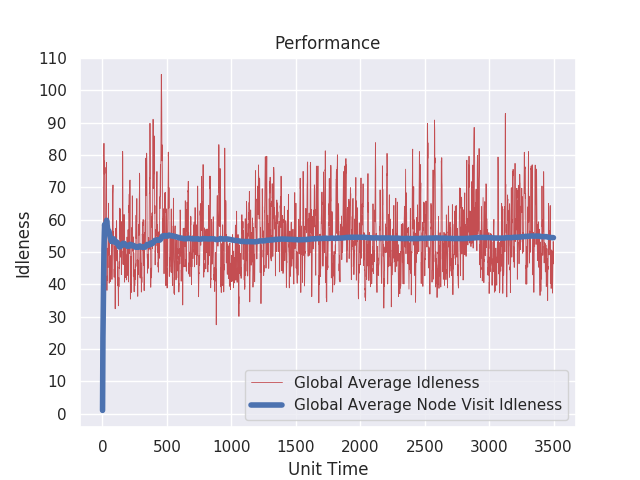 Performance
Idleness
110
100
90
80
70
60
50
40
30
20
10
0
Global Average Idleness
Global Average Node Visit Idleness
0 500 1000 1500 2000 2500 3000 3500
Unit Time